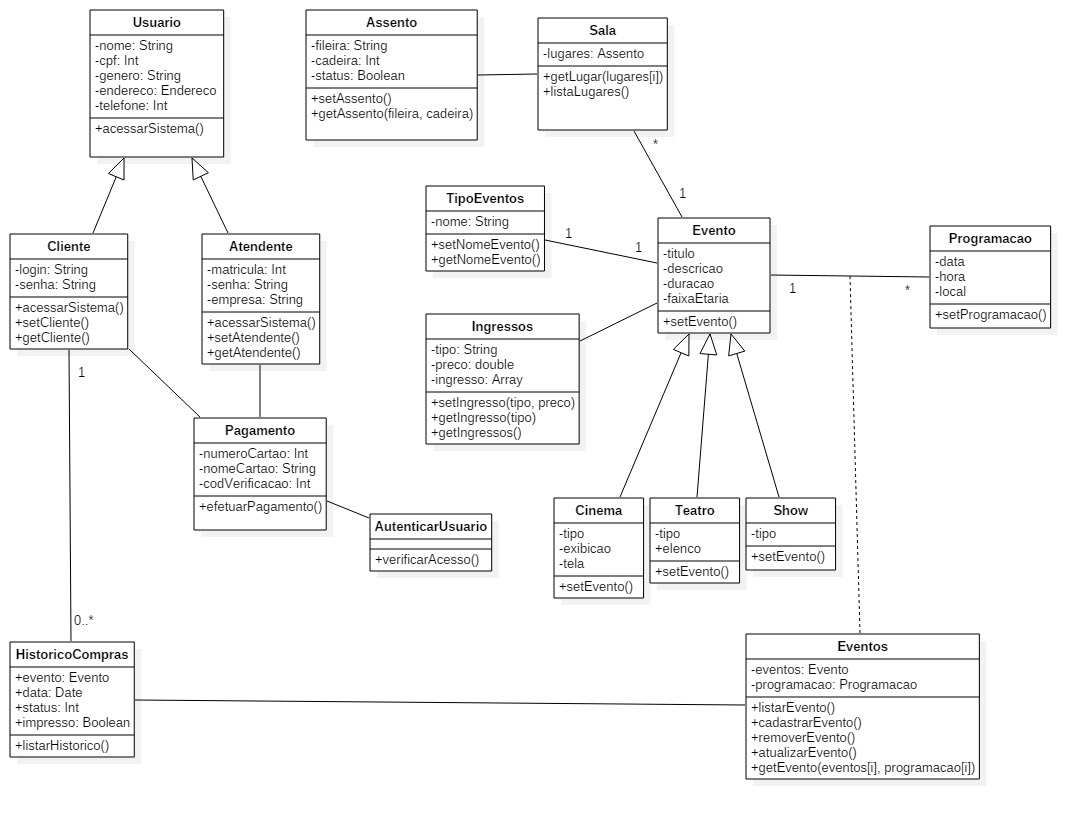 Usuario
-nome: String
-cpf: Int
-genero: String
-endereco: Endereco
-telefone: Int
+acessarSistema()
Assento
-fileira: String
-cadeira: Int
-status: Boolean
+setAssento()
+getAssento(fileira, cadeira)
Sala
-lugares: Assento
+getLugar(lugares[i])
+listaLugares()
*
1
TipoEventos
-nome: String
+setNomeEvento()
+getNomeEvento()
1
1
Evento
-titulo
-descricao
-duracao
-faixaEtaria
+setEvento()
1
*
Programacao
-data
-hora
-local
+setProgramacao()
Cliente
-login: String
-senha: String
+acessarSistema()
+setCliente()
+getCliente()
1
Atendente
-matricula: Int
-senha: String
-empresa: String
+acessarSistema()
+setAtendente()
+getAtendente()
Ingressos
-tipo: String
-preco: double
-ingresso: Array
+setIngresso(tipo, preco)
+getIngresso(tipo)
+getIngressos()
Pagamento
-numeroCartao: Int
-nomeCartao: String
-codVerificacao: Int
+efetuarPagamento()
AutenticarUsuario
+verificarAcesso()
Cinema
-tipo
-exibicao
-tela
+setEvento()
Teatro
-tipo
+elenco
+setEvento()
Show
-tipo
+setEvento()
0..*
HistoricoCompras
+evento: Evento
+data: Date
+status: Int
+impresso: Boolean
+listarHistorico()
Eventos
-eventos: Evento
-programacao: Programacao
+listarEvento()
+cadastrarEvento()
+removerEvento()
+atualizarEvento()
+getEvento(eventos[i], programacao[i])